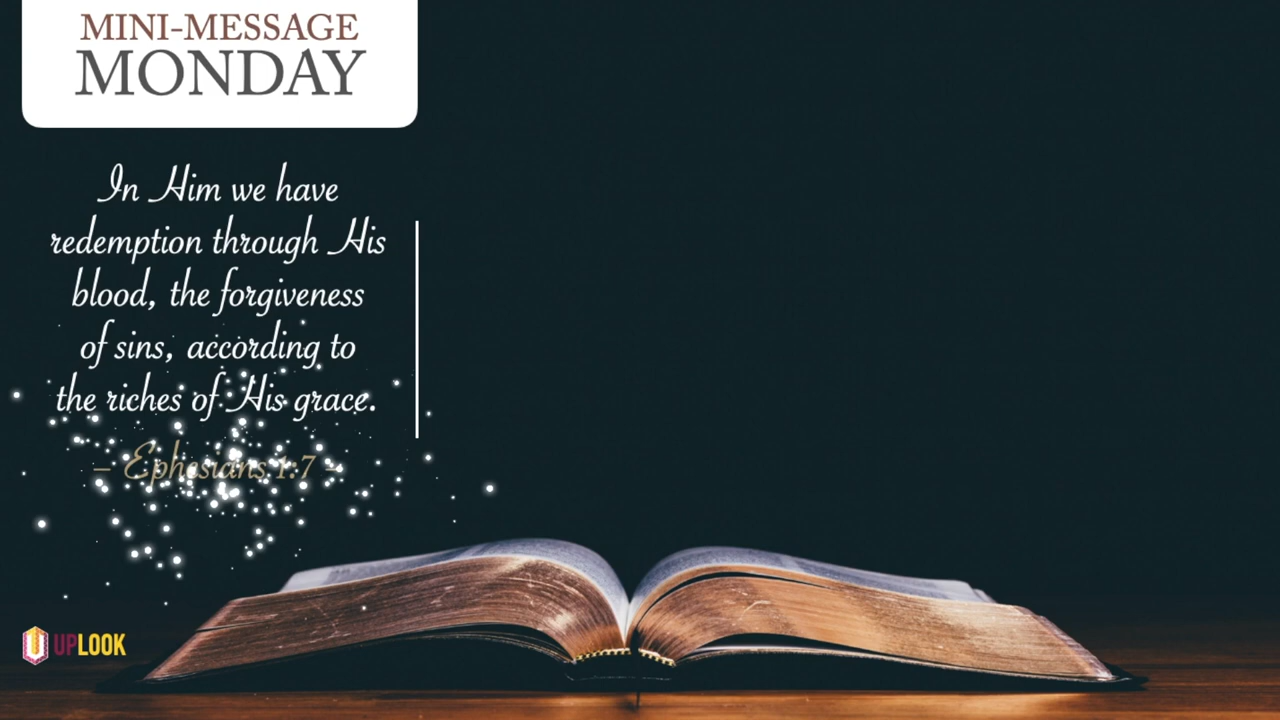 MINI-MESSAGE
MONDAY
In Him we have
redemption through His
blood, the forgiveness
of sins, according to
the riches of His grace.
– Ephesians 1:7 –
UPLOOK